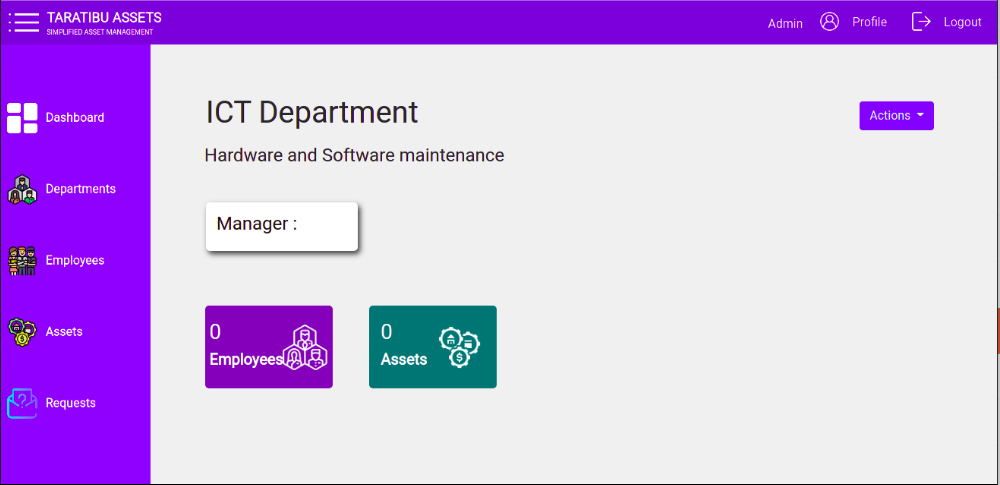 TARATIBU ASSETS
SIMPLIFIED ASSET MANAGEMENT
Admin
Profile
Logout
Dashboard
Departments
Employees
Assets
Requests
ICT Department
Actions
Hardware and Software maintenance
Manager :
0
Employees
0
Assets